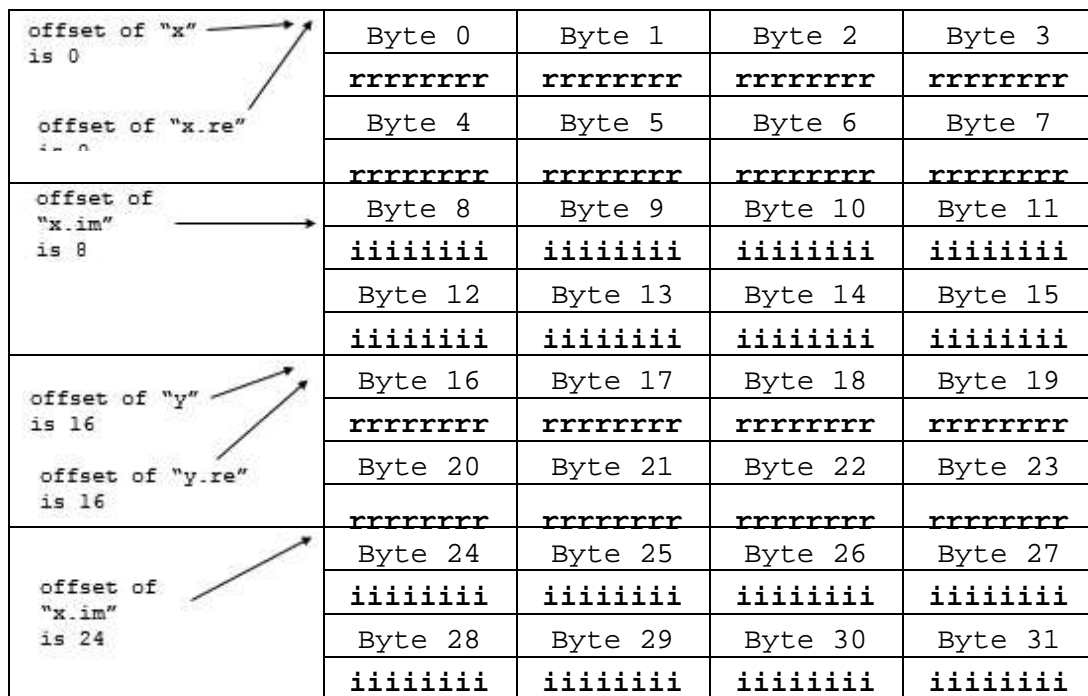 offset of "x"
is 0
offset of "x.re"
is 0
Byte 0 Byte 1 Byte 2 Byte 3
rrrrrrrr rrrrrrrr rrrrrrrr rrrrrrrr
Byte 4 Byte 5 Byte 6 Byte 7
rrrrrrrr rrrrrrrr rrrrrrrr rrrrrrrr
offset of
"x.im"
is 8
Byte 8 Byte 9 Byte 10 Byte 11
iiiiiiii iiiiiiii iiiiiiii iiiiiiii
Byte 12 Byte 13 Byte 14 Byte 15
iiiiiiii iiiiiiii iiiiiiii iiiiiiii
offset of "y"
is 16
offset of "y.re"
is 16
Byte 16 Byte 17 Byte 18 Byte 19
rrrrrrrr rrrrrrrr rrrrrrrr rrrrrrrr
Byte 20 Byte 21 Byte 22 Byte 23
rrrrrrrr rrrrrrrr rrrrrrrr rrrrrrrr
offset of
"x.im"
is 24
Byte 24 Byte 25 Byte 26 Byte 27
iiiiiiii iiiiiiii iiiiiiii iiiiiiii
Byte 28 Byte 29 Byte 30 Byte 31
iiiiiiii iiiiiiii iiiiiiii iiiiiiii